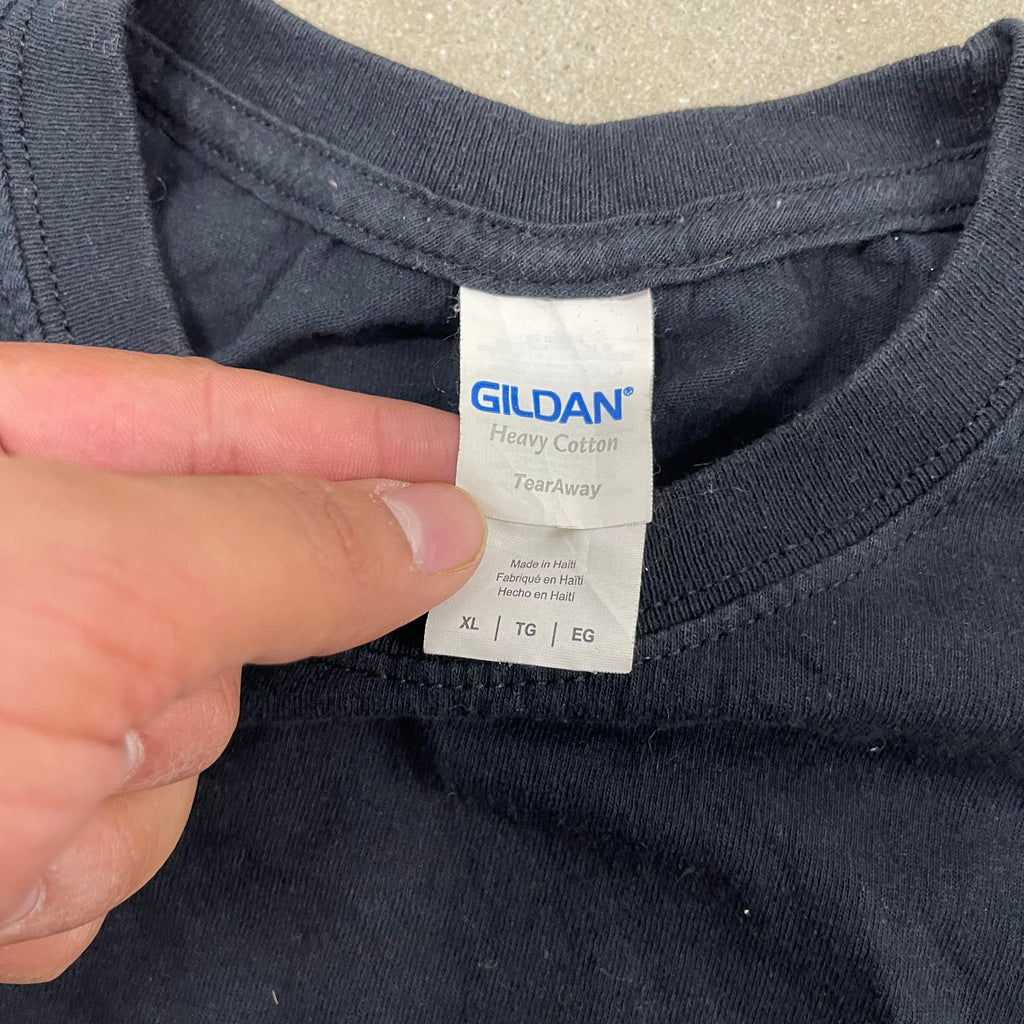 GILDAN®
Heavy Cotton
TearAway
Made in Haiti
Fabriqué en Haïti
Hecho en Haití
XL | TG | EG